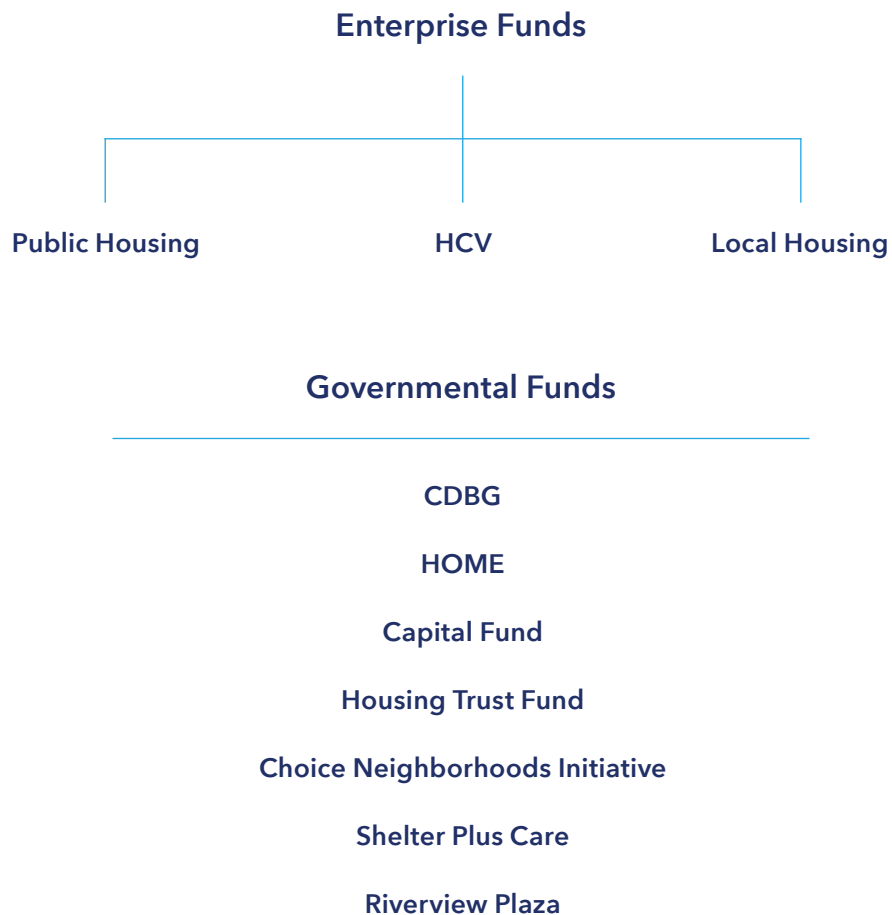 Enterprise Funds
Public Housing
HCV
Local Housing
Governmental Funds
CDBG
HOME
Capital Fund
Housing Trust Fund
Choice Neighborhoods Initiative
Shelter Plus Care
Riverview Plaza